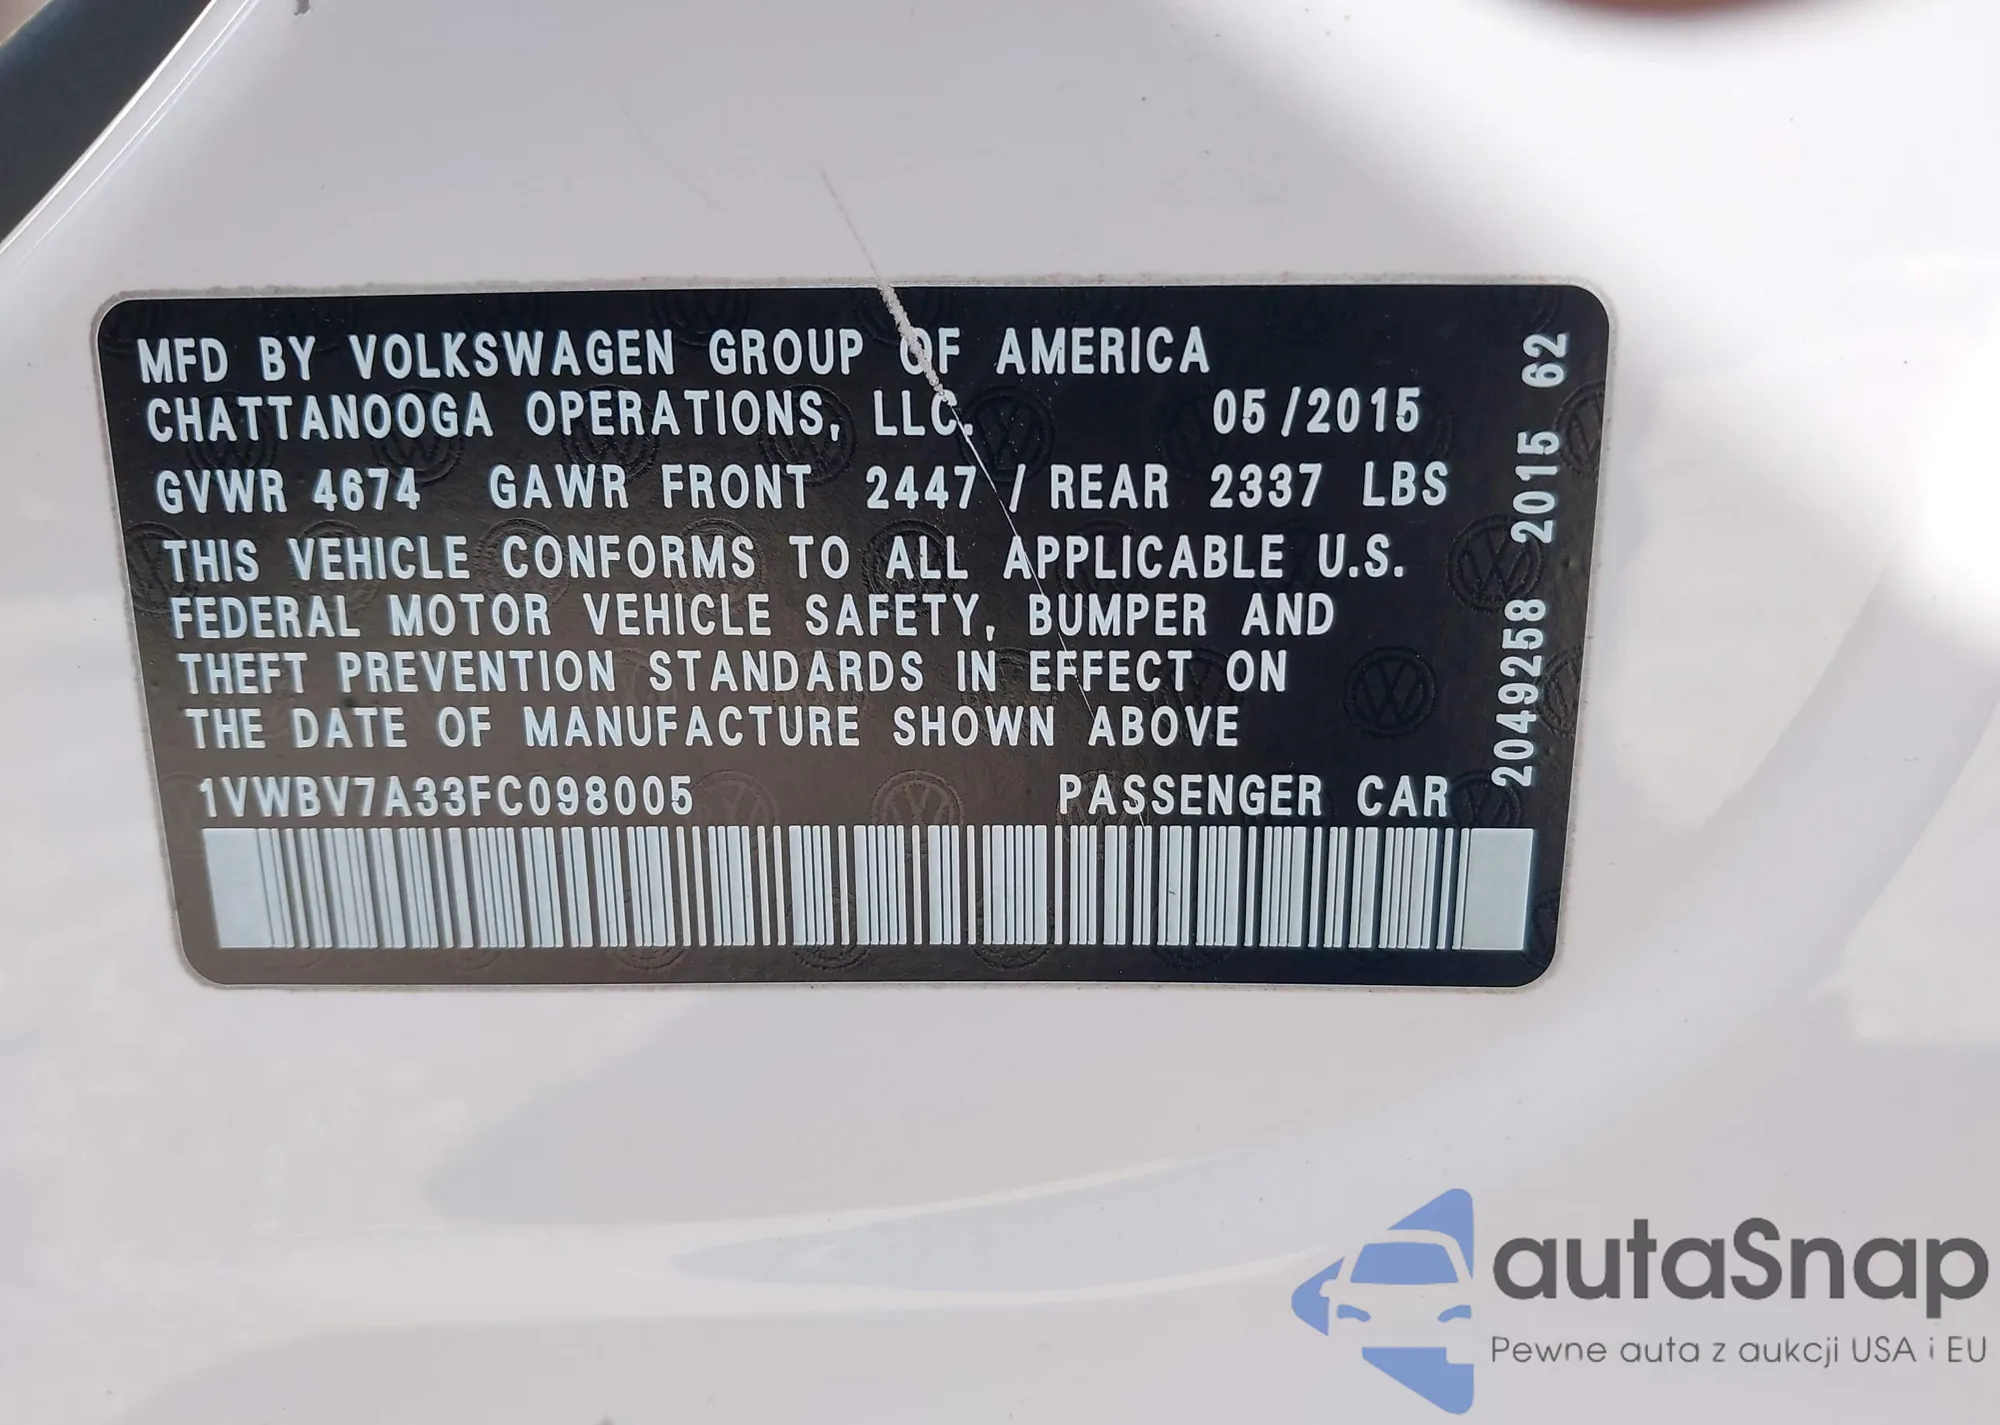 MFD BY VOLKSWAGEN GROUP OF AMERICA
CHATTANOOGA OPERATIONS, LLC. 05/2015
GVWR 4674 GAWR FRONT 2447 / REAR 2337 LBS
THIS VEHICLE CONFORMS TO ALL APPLICABLE U.S.
FEDERAL MOTOR VEHICLE SAFETY, BUMPER AND
THEFT PREVENTION STANDARDS IN EFFECT ON
THE DATE OF MANUFACTURE SHOWN ABOVE
1VWBV7A33FC098005 PASSENGER CAR
2049258 2015 62
autaSnap
Pewne auta z aukcji USA i EU